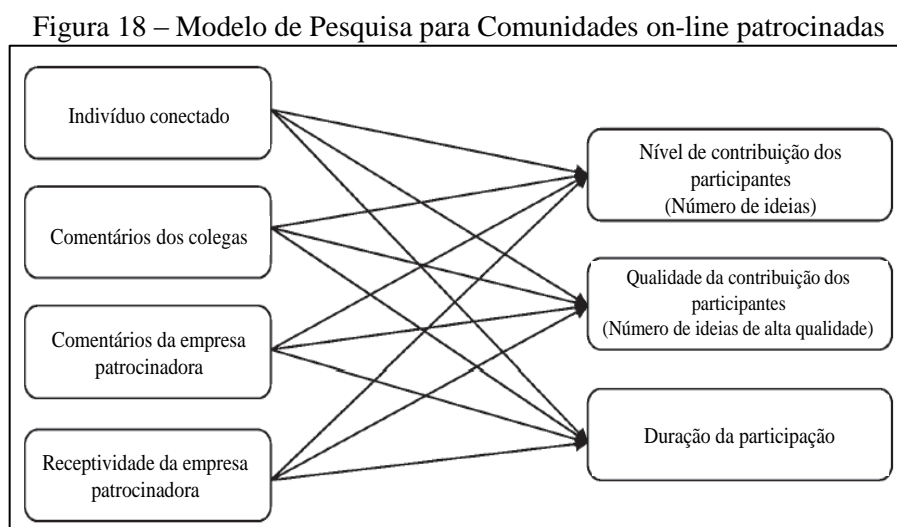 Figura 18 – Modelo de Pesquisa para Comunidades on-line patrocinadas
Indivíduo conectado
Comentários dos colegas
Comentários da empresa
patrocinadora
Receptividade da empresa
patrocinadora
Nível de contribuição dos
participantes
(Número de ideias)
Qualidade da contribuição dos
participantes
(Número de ideias de alta qualidade)
Duração da participação